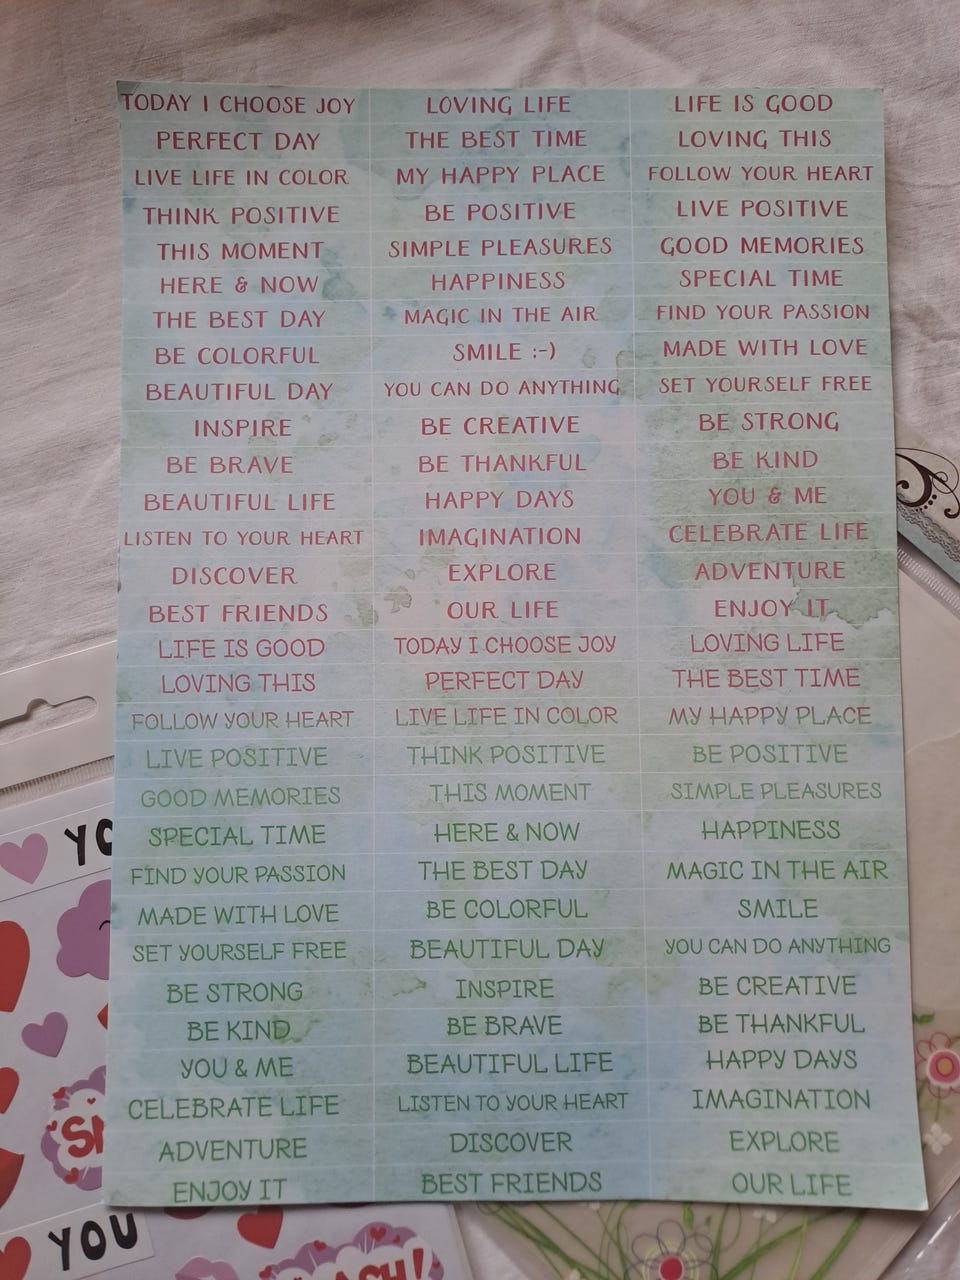 TODAY I CHOOSE JOY LOVING LIFE LIFE IS GOOD
PERFECT DAY THE BEST TIME LOVING THIS
LIVE LIFE IN COLOR MY HAPPY PLACE FOLLOW YOUR HEART
THINK POSITIVE BE POSITIVE LIVE POSITIVE
THIS MOMENT SIMPLE PLEASURES GOOD MEMORIES
HERE & NOW HAPPINESS SPECIAL TIME
THE BEST DAY MAGIC IN THE AIR FIND YOUR PASSION
BE COLORFUL SMILE :-) MADE WITH LOVE
BEAUTIFUL DAY YOU CAN DO ANYTHING SET YOURSELF FREE
INSPIRE BE CREATIVE BE STRONG
BE BRAVE BE THANKFUL BE KIND
BEAUTIFUL LIFE HAPPY DAYS YOU & ME
LISTEN TO YOUR HEART IMAGINATION CELEBRATE LIFE
DISCOVER EXPLORE ADVENTURE
BEST FRIENDS OUR LIFE ENJOY IT
LIFE IS GOOD TODAY I CHOOSE JOY LOVING LIFE
LOVING THIS PERFECT DAY THE BEST TIME
FOLLOW YOUR HEART LIVE LIFE IN COLOR MY HAPPY PLACE
LIVE POSITIVE THINK POSITIVE BE POSITIVE
GOOD MEMORIES THIS MOMENT SIMPLE PLEASURES
SPECIAL TIME HERE & NOW HAPPINESS
FIND YOUR PASSION THE BEST DAY MAGIC IN THE AIR
MADE WITH LOVE BE COLORFUL SMILE
SET YOURSELF FREE BEAUTIFUL DAY YOU CAN DO ANYTHING
BE STRONG INSPIRE BE CREATIVE
BE KIND BE BRAVE BE THANKFUL
YOU & ME BEAUTIFUL LIFE HAPPY DAYS
CELEBRATE LIFE LISTEN TO YOUR HEART IMAGINATION
ADVENTURE DISCOVER EXPLORE
ENJOY IT BEST FRIENDS OUR LIFE
YOU